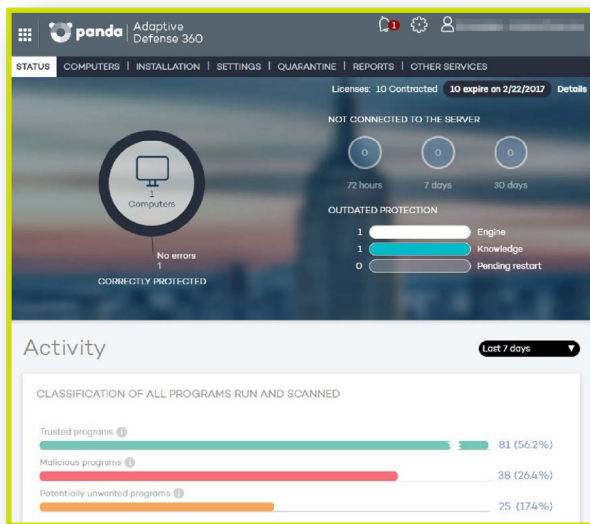 panda Adaptive Defense 360
1
STATUS COMPUTERS | INSTALLATION | SETTINGS | QUARANTINE | REPORTS | OTHER SERVICES
Licenses: 10 Contracted 10 expire on 2/22/2017 Details
NOT CONNECTED TO THE SERVER
0 0 0
72 hours 7 days 30 days
1
Computers
OUTDATED PROTECTION
1 Engine
1 Knowledge
0 Pending restart
No errors
1
CORRECTLY PROTECTED
Activity
Last 7 days
CLASSIFICATION OF ALL PROGRAMS RUN AND SCANNED
Trusted programs
81 (56.2%)
Malicious programs
38 (26.4%)
Potentially unwanted programs
25 (17.4%)